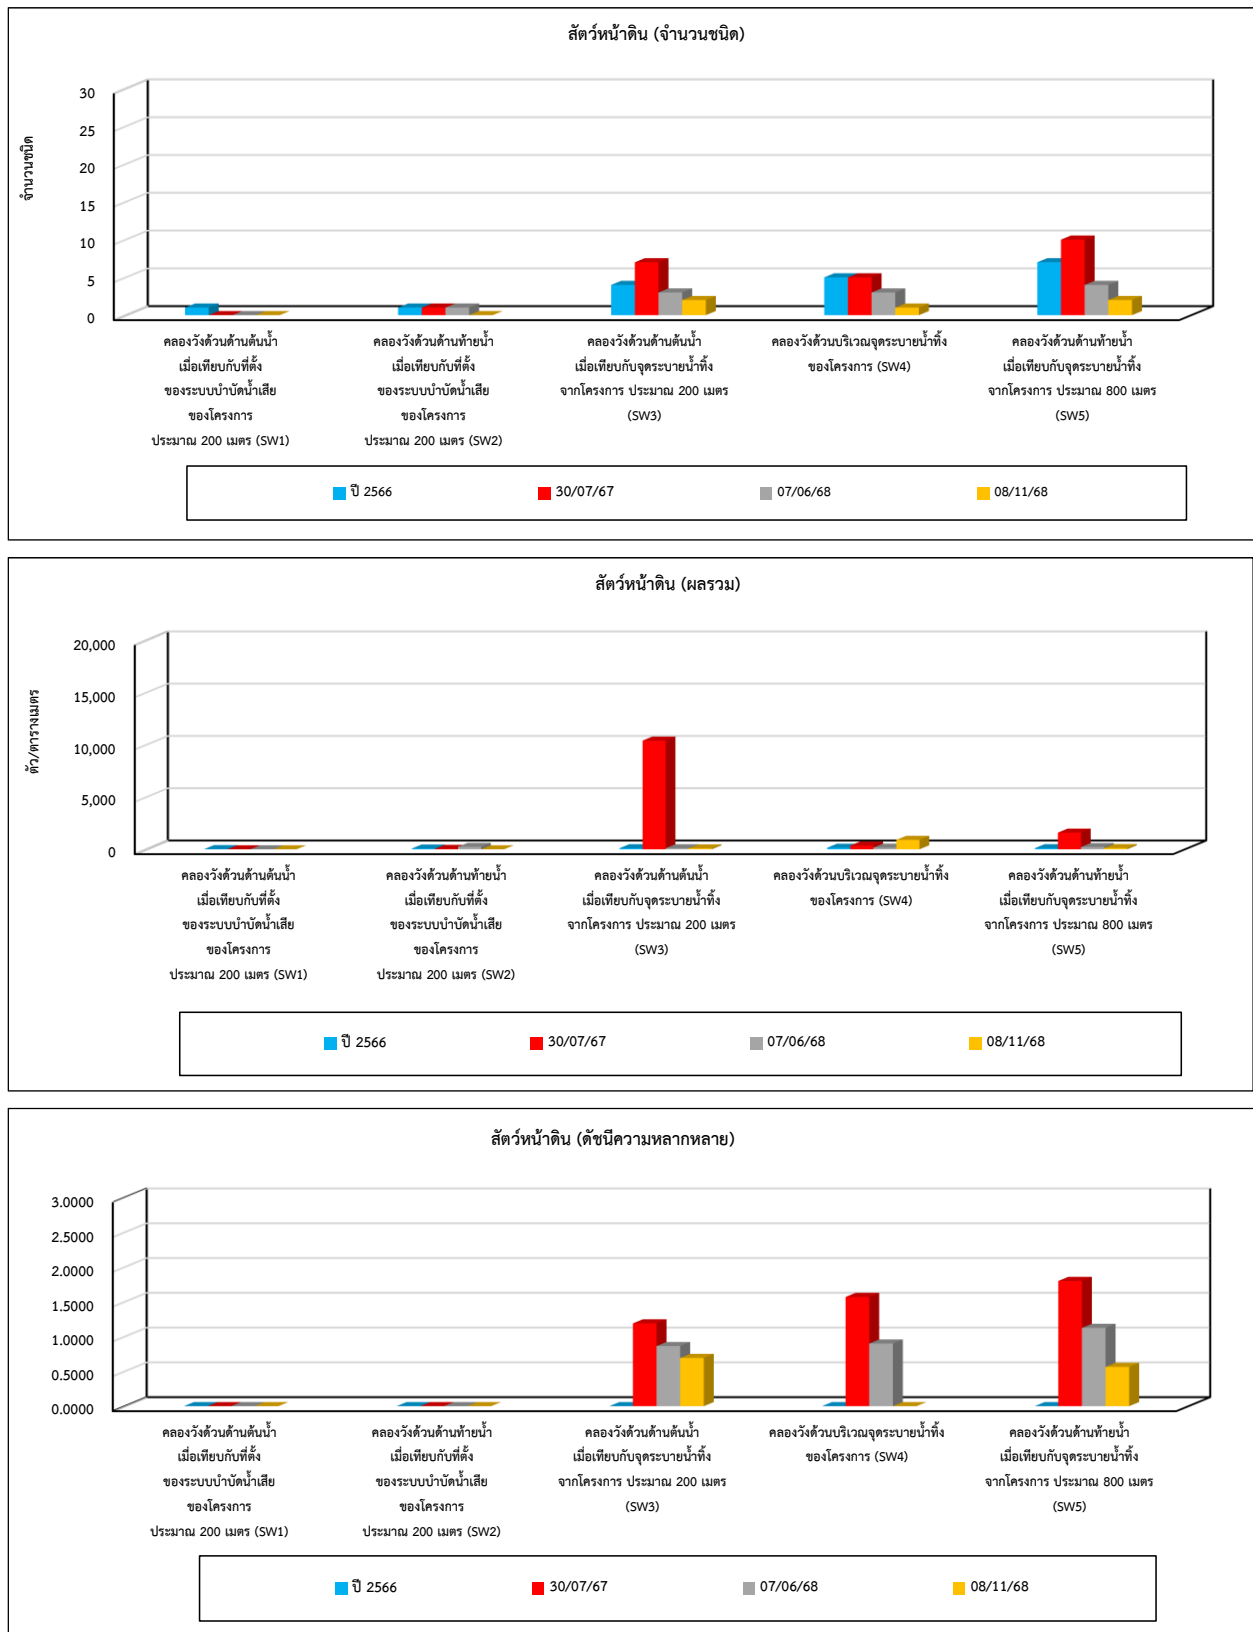 สัตว์หน้าดิน (จำนวนชนิด)
จำนวนชนิด
30
25
20
15
10
5
0
คลองวังด้วนด้านต้นน้ำ
เมื่อเทียบกับที่ตั้ง
ของระบบบำบัดน้ำเสีย
ของโครงการ
ประมาณ 200 เมตร (SW1)
คลองวังด้วนด้านท้ายน้ำ
เมื่อเทียบกับที่ตั้ง
ของระบบบำบัดน้ำเสีย
ของโครงการ
ประมาณ 200 เมตร (SW2)
คลองวังด้วนด้านต้นน้ำ
เมื่อเทียบกับจุดระบายน้ำทิ้ง
จากโครงการ ประมาณ 200 เมตร
(SW3)
คลองวังด้วนบริเวณจุดระบายน้ำทิ้ง
ของโครงการ (SW4)
คลองวังด้วนด้านท้ายน้ำ
เมื่อเทียบกับจุดระบายน้ำทิ้ง
จากโครงการ ประมาณ 800 เมตร
(SW5)
ปี 2566 30/07/67 07/06/68 08/11/68
สัตว์หน้าดิน (ผลรวม)
ตัว/ตารางเมตร
20,000
15,000
10,000
5,000
0
คลองวังด้วนด้านต้นน้ำ
เมื่อเทียบกับที่ตั้ง
ของระบบบำบัดน้ำเสีย
ของโครงการ
ประมาณ 200 เมตร (SW1)
คลองวังด้วนด้านท้ายน้ำ
เมื่อเทียบกับที่ตั้ง
ของระบบบำบัดน้ำเสีย
ของโครงการ
ประมาณ 200 เมตร (SW2)
คลองวังด้วนด้านต้นน้ำ
เมื่อเทียบกับจุดระบายน้ำทิ้ง
จากโครงการ ประมาณ 200 เมตร
(SW3)
คลองวังด้วนบริเวณจุดระบายน้ำทิ้ง
ของโครงการ (SW4)
คลองวังด้วนด้านท้ายน้ำ
เมื่อเทียบกับจุดระบายน้ำทิ้ง
จากโครงการ ประมาณ 800 เมตร
(SW5)
ปี 2566 30/07/67 07/06/68 08/11/68
สัตว์หน้าดิน (ดัชนีความหลากหลาย)
3.0000
2.5000
2.0000
1.5000
1.0000
0.5000
0.0000
คลองวังด้วนด้านต้นน้ำ
เมื่อเทียบกับที่ตั้ง
ของระบบบำบัดน้ำเสีย
ของโครงการ
ประมาณ 200 เมตร (SW1)
คลองวังด้วนด้านท้ายน้ำ
เมื่อเทียบกับที่ตั้ง
ของระบบบำบัดน้ำเสีย
ของโครงการ
ประมาณ 200 เมตร (SW2)
คลองวังด้วนด้านต้นน้ำ
เมื่อเทียบกับจุดระบายน้ำทิ้ง
จากโครงการ ประมาณ 200 เมตร
(SW3)
คลองวังด้วนบริเวณจุดระบายน้ำทิ้ง
ของโครงการ (SW4)
คลองวังด้วนด้านท้ายน้ำ
เมื่อเทียบกับจุดระบายน้ำทิ้ง
จากโครงการ ประมาณ 800 เมตร
(SW5)
ปี 2566 30/07/67 07/06/68 08/11/68